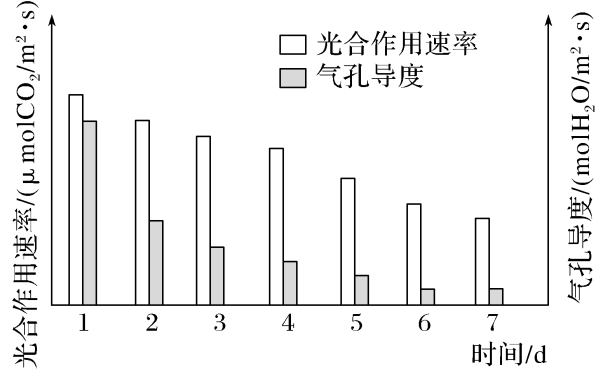 光合作用速率/(μ molCO₂/m²·s)
光合作用速率
气孔导度
气孔导度/(molH₂O/m²·s)
1 2 3 4 5 6 7
时间/d